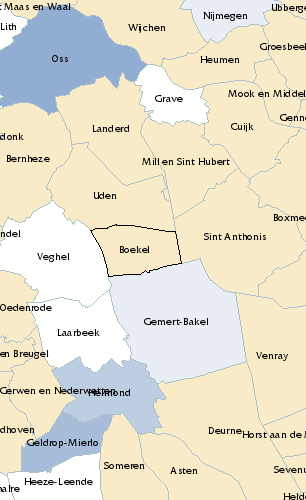 Maas en Waal
Ubberge
Lith
Nijmegen
Wijchen
Groesbeek
Oss
Heumen
Grave
Mook en Middel
Genne
Landerd
Cuijk
donk
Bernheze
Mill en Sint Hubert
Uden
Boxmee
ndel
Sint Anthonis
Boekel
Veghel
Oedenrode
Gemert-Bakel
Laarbeek
en Breugel
Venray
Gerwen en Nederwetten
Helmond
dhoven
Deurne
Horst aan de M
Geldrop-Mierlo
Someren
Asten
Sevenu
Heeze-Leende
aalre
Held